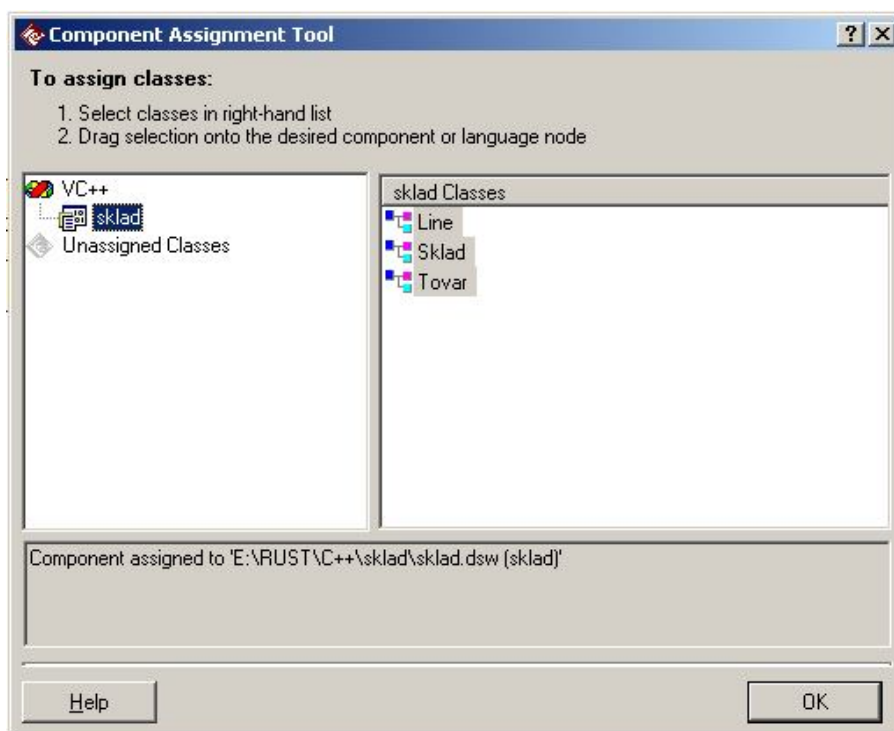 Component Assignment Tool
To assign classes:
1. Select classes in right-hand list
2. Drag selection onto the desired component or language node
VC++
sklad
Unassigned Classes
sklad Classes
Line
Sklad
Tovar
Component assigned to 'E:\RUST\C++\sklad\sklad.dsw (sklad)'
Help
OK